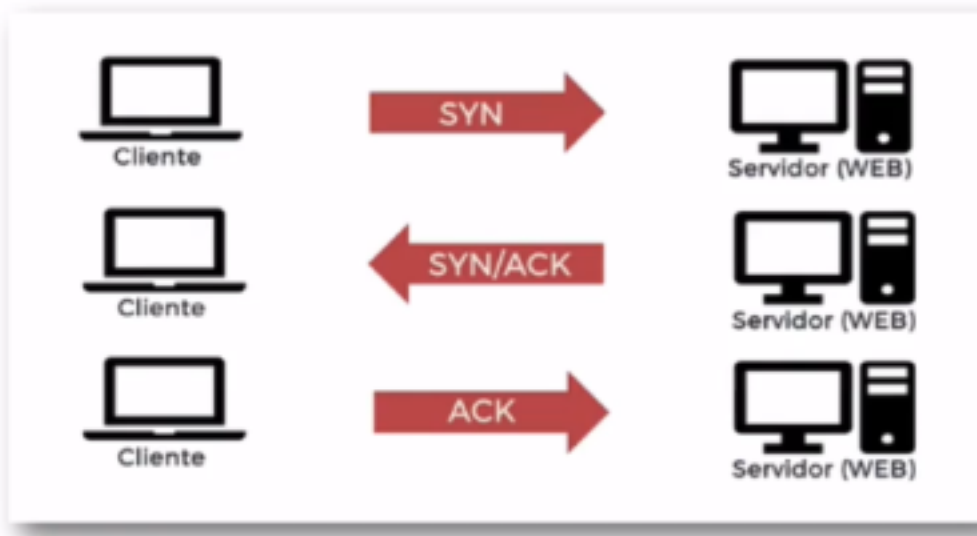 SYN
Cliente
Servidor (WEB)
SYN/ACK
Cliente
Servidor (WEB)
ACK
Cliente
Servidor (WEB)